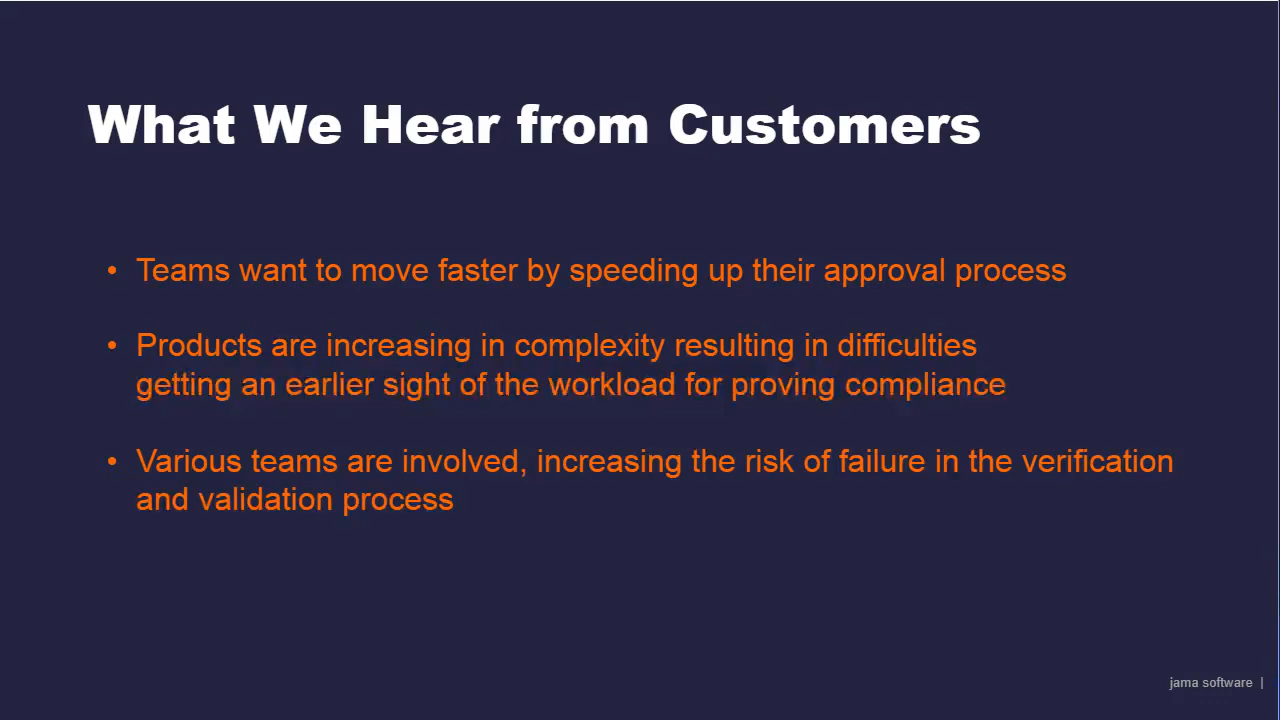 What We Hear from Customers
• Teams want to move faster by speeding up their approval process
• Products are increasing in complexity resulting in difficulties
getting an earlier sight of the workload for proving compliance
• Various teams are involved, increasing the risk of failure in the verification
and validation process
jama software |